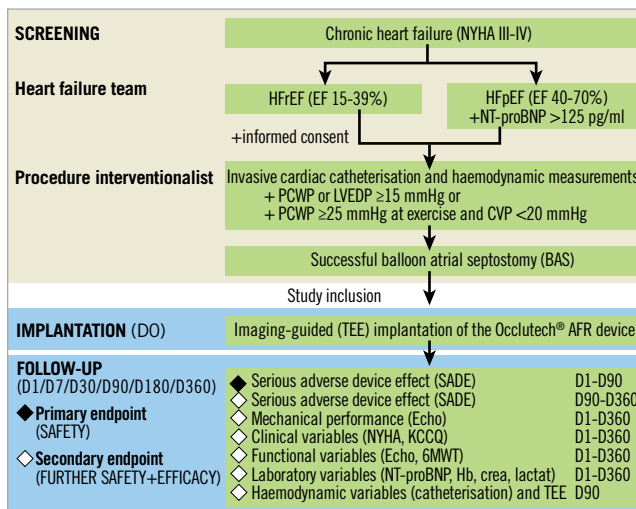 SCREENING
Chronic heart failure (NYHA III-IV)
Heart failure team
HFrEF (EF 15-39%)
HFpEF (EF 40-70%)
+NT-proBNP >125 pg/ml
+informed consent
Procedure interventionalist
Invasive cardiac catheterisation and haemodynamic measurements
+ PCWP or LVEDP ≥15 mmHg or
+ PCWP ≥25 mmHg at exercise and CVP <20 mmHg
Successful balloon atrial septostomy (BAS)
Study inclusion
IMPLANTATION (DO)
Imaging-guided (TEE) implantation of the Occlutech® AFR device
FOLLOW-UP
(D1/D7/D30/D90/D180/D360)
◆ Primary endpoint
(SAFETY)
◇ Secondary endpoint
(FURTHER SAFETY+EFFICACY)
◆ Serious adverse device effect (SADE) D1-D90
◇ Serious adverse device effect (SADE) D90-D360
◇ Mechanical performance (Echo) D1-D360
◇ Clinical variables (NYHA, KCCQ) D1-D360
◇ Functional variables (Echo, 6MWT) D1-D360
◇ Laboratory variables (NT-proBNP, Hb, crea, lactat) D1-D360
◇ Haemodynamic variables (catheterisation) and TEE D90